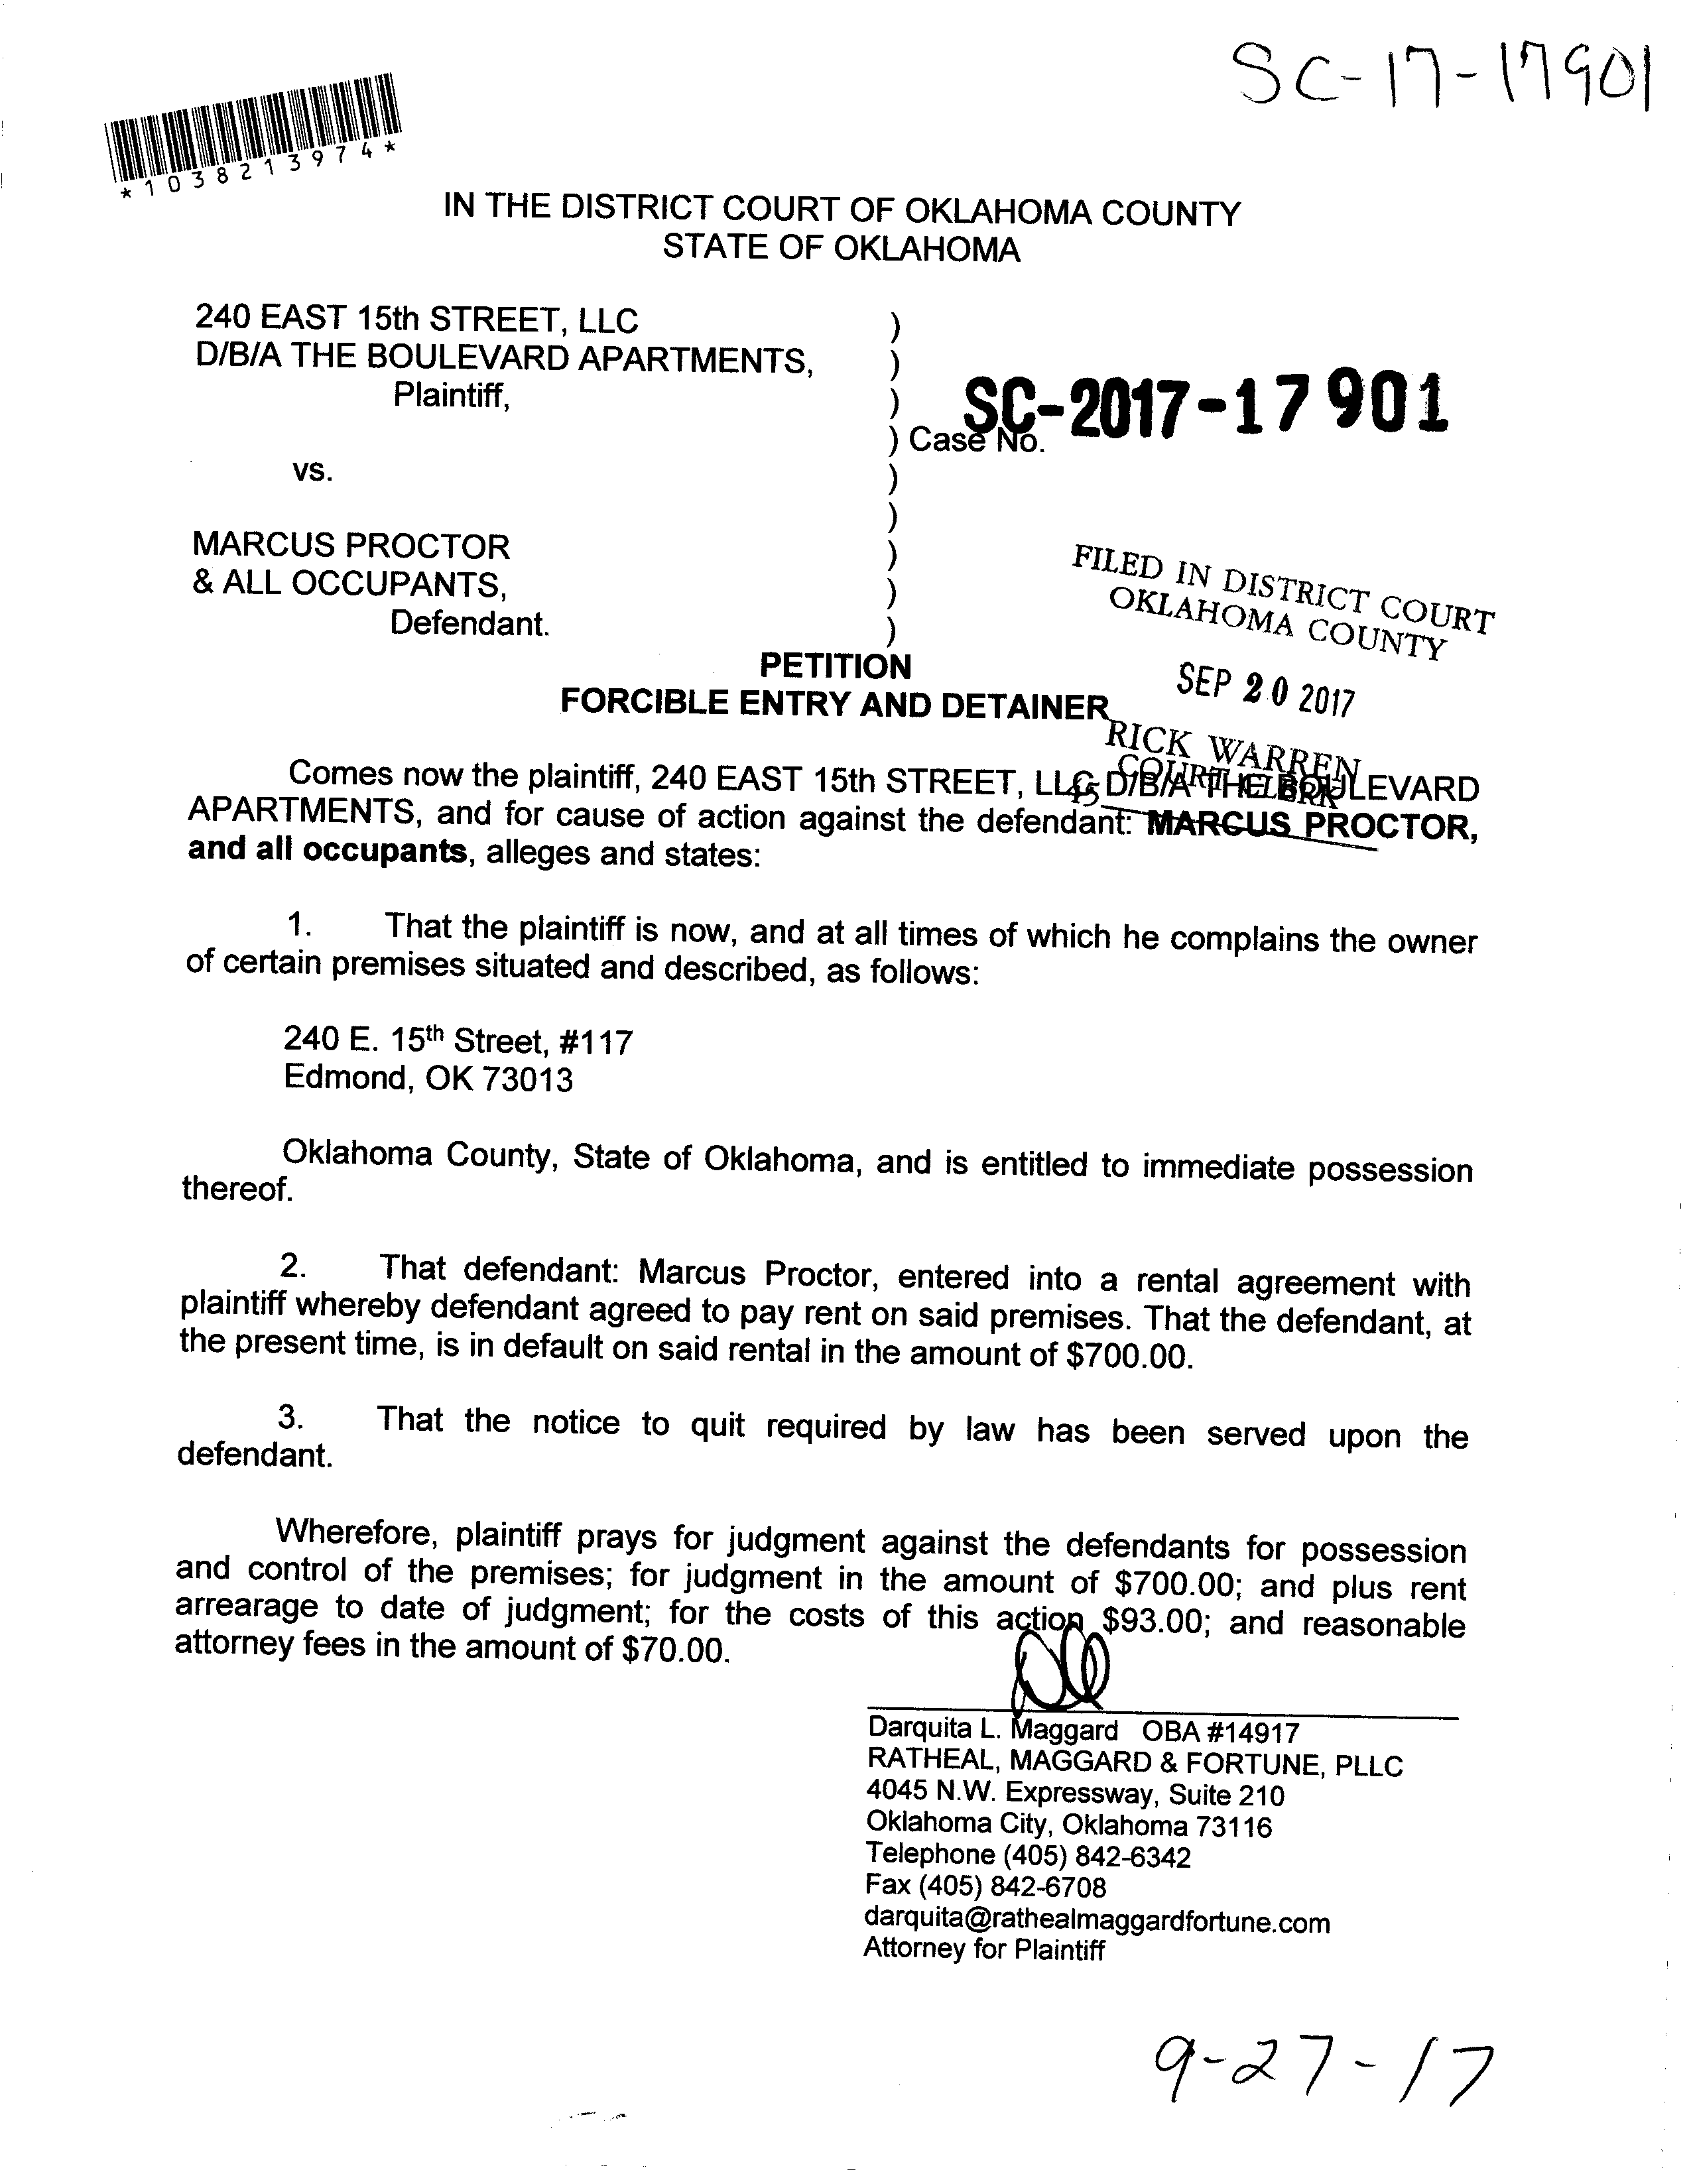 SC-17-17901
*1038213974*
IN THE DISTRICT COURT OF OKLAHOMA COUNTY
STATE OF OKLAHOMA
240 EAST 15th STREET, LLC )
D/B/A THE BOULEVARD APARTMENTS, )
Plaintiff, )
SC-2017-17901
) Case No.
vs. )
)
MARCUS PROCTOR )
& ALL OCCUPANTS, )
Defendant. )
FILED IN DISTRICT COURT
OKLAHOMA COUNTY
SEP 20 2017
RICK WARREN
COURT CLERK
45
PETITION
FORCIBLE ENTRY AND DETAINER
Comes now the plaintiff, 240 EAST 15th STREET, LLC D/B/A THE BOULEVARD
APARTMENTS, and for cause of action against the defendant: MARCUS PROCTOR,
and all occupants, alleges and states:
1. That the plaintiff is now, and at all times of which he complains the owner
of certain premises situated and described, as follows:
240 E. 15th Street, #117
Edmond, OK 73013
Oklahoma County, State of Oklahoma, and is entitled to immediate possession
thereof.
2. That defendant: Marcus Proctor, entered into a rental agreement with
plaintiff whereby defendant agreed to pay rent on said premises. That the defendant, at
the present time, is in default on said rental in the amount of $700.00.
3. That the notice to quit required by law has been served upon the
defendant.
Wherefore, plaintiff prays for judgment against the defendants for possession
and control of the premises; for judgment in the amount of $700.00; and plus rent
arrearage to date of judgment; for the costs of this action $93.00; and reasonable
attorney fees in the amount of $70.00.
Darquita L. Maggard OBA #14917
RATHEAL, MAGGARD & FORTUNE, PLLC
4045 N.W. Expressway, Suite 210
Oklahoma City, Oklahoma 73116
Telephone (405) 842-6342
Fax (405) 842-6708
darquita@rathealmaggardfortune.com
Attorney for Plaintiff
9-27-17